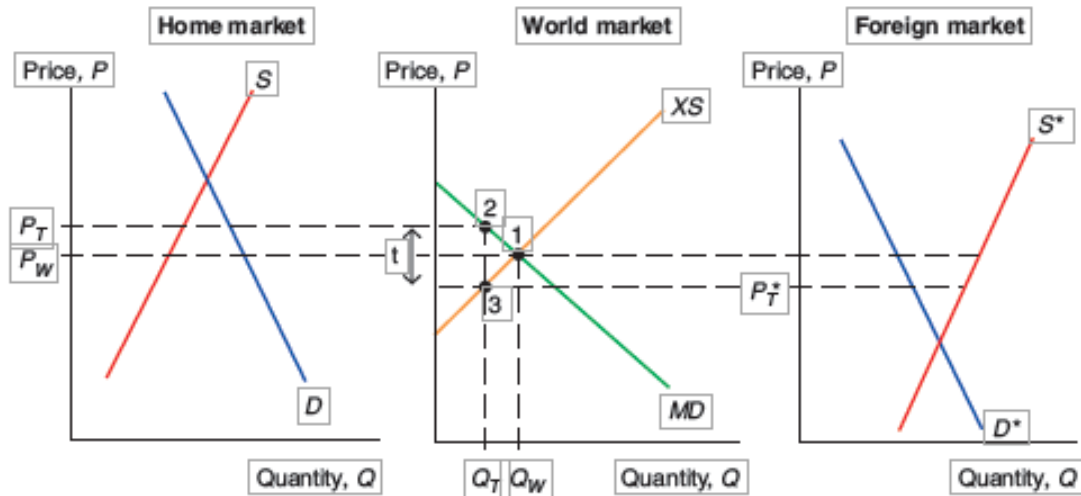 Home market
World market
Foreign market
Price, P
Price, P
Price, P
S
XS
S*
P_T
P_W
t
2
1
3
P_T*
D
MD
D*
Quantity, Q
Q_T
Q_W
Quantity, Q
Quantity, Q